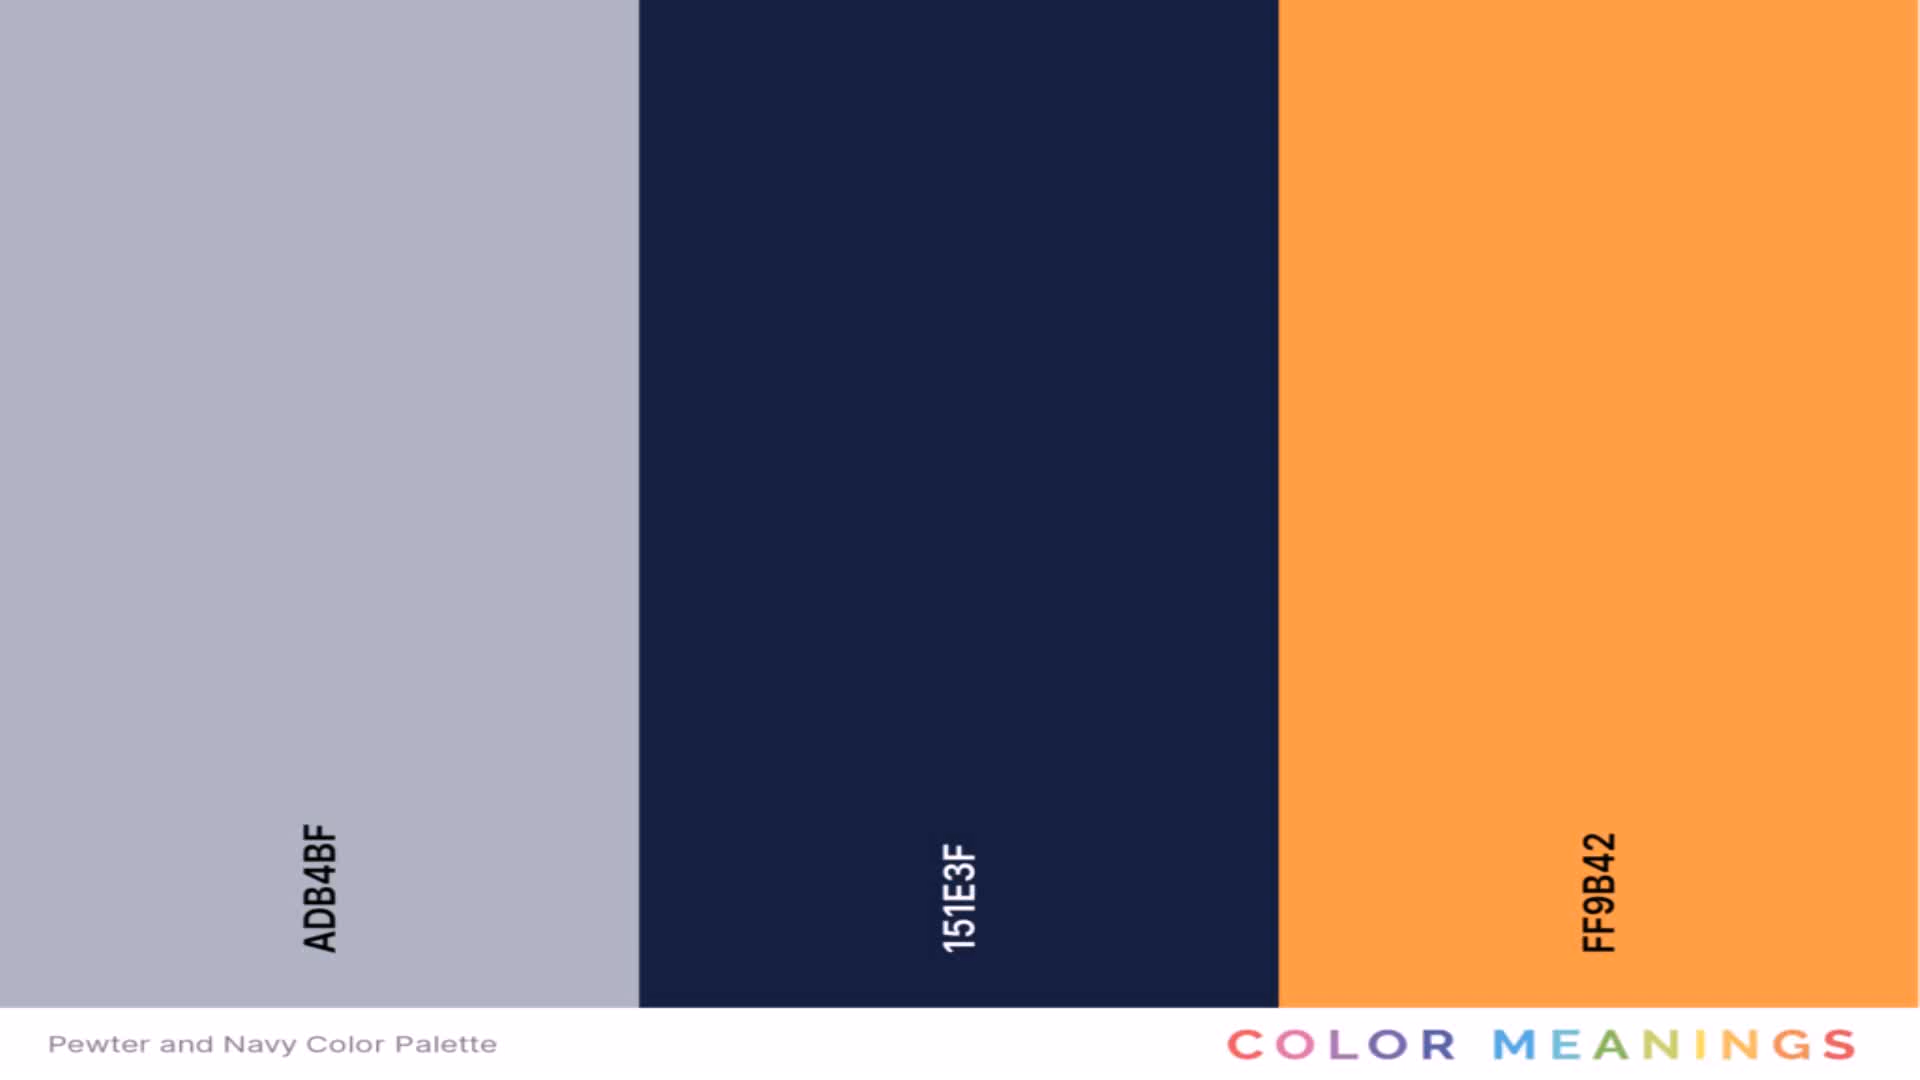 ADB4BF
151E3F
FF9B42
Pewter and Navy Color Palette
COLOR MEANINGS